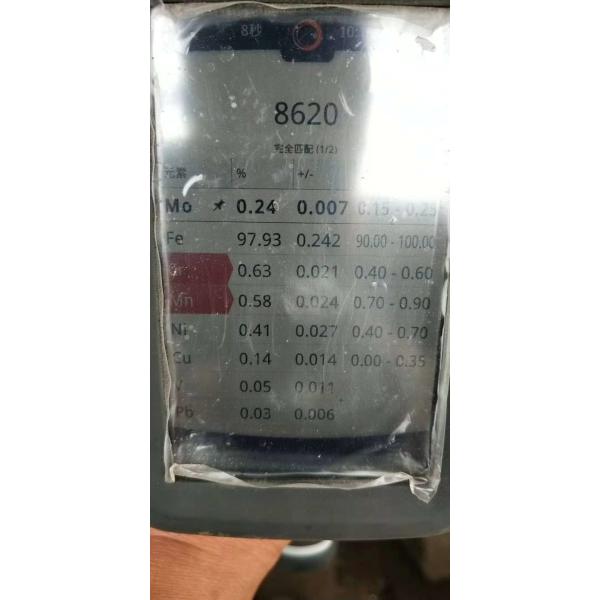 8秒 10:
8620
完全匹配 (1/2)
元素 % +/-
Mo 0.24 0.007 0.15 - 0.25
Fe 97.93 0.242 90.00 - 100.00
Cr 0.63 0.021 0.40 - 0.60
Mn 0.58 0.024 0.70 - 0.90
Ni 0.41 0.027 0.40 - 0.70
Cu 0.14 0.014 0.00 - 0.35
V 0.05 0.011
Pb 0.03 0.006